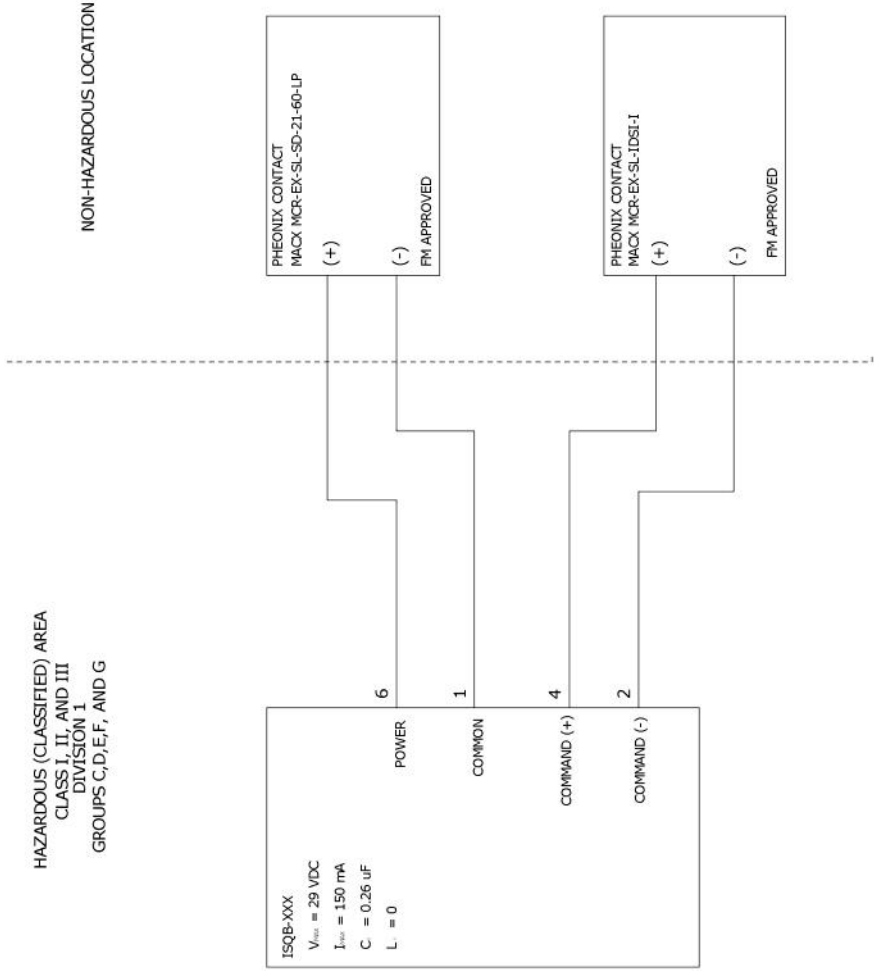 NON-HAZARDOUS LOCATION
PHEONIX CONTACT
MACX MCR-EX-SL-SD-21-60-LP
(+)
(-)
FM APPROVED
PHEONIX CONTACT
MACX MCR-EX-SL-IDSI-I
(+)
(-)
FM APPROVED
HAZARDOUS (CLASSIFIED) AREA
CLASS I, II, AND III
DIVISION 1
GROUPS C,D,E,F, AND G
ISQB-XXX
Vmax = 29 VDC
Imax = 150 mA
C = 0.26 uF
L = 0
6
POWER
1
COMMON
4
COMMAND (+)
2
COMMAND (-)